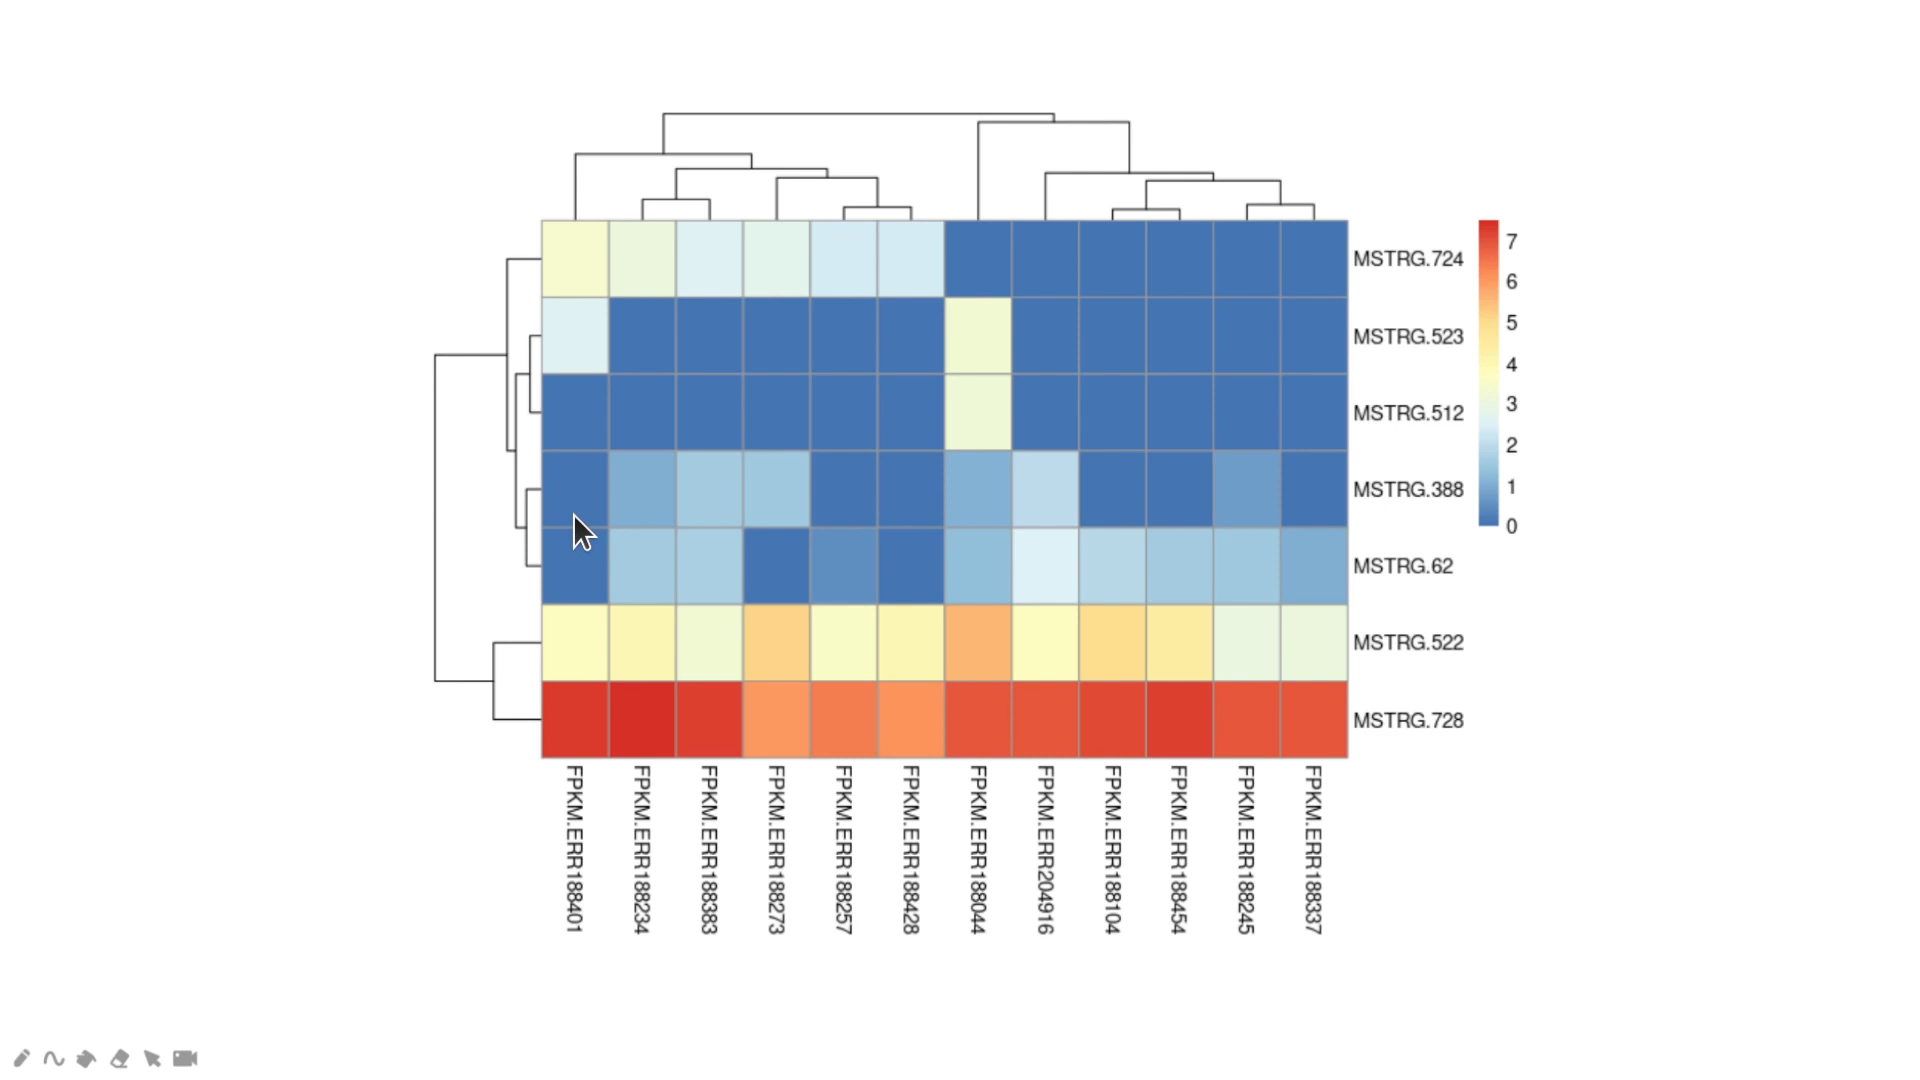 MSTRG.724
MSTRG.523
MSTRG.512
MSTRG.388
MSTRG.62
MSTRG.522
MSTRG.728
7
6
5
4
3
2
1
0
FPKM.ERR188401
FPKM.ERR188234
FPKM.ERR188383
FPKM.ERR188273
FPKM.ERR188257
FPKM.ERR188428
FPKM.ERR188044
FPKM.ERR204916
FPKM.ERR188104
FPKM.ERR188454
FPKM.ERR188245
FPKM.ERR188337